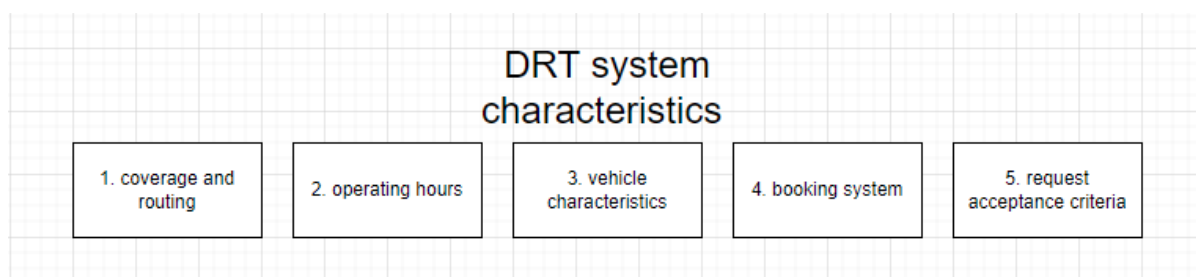 DRT system
characteristics
1. coverage and
routing
2. operating hours
3. vehicle
characteristics
4. booking system
5. request
acceptance criteria